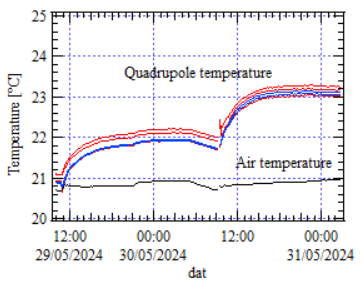 25
24
Quadrupole temperature
23
22
Air temperature
21
20
Temperature [°C]
12:00 00:00 12:00 00:00
29/05/2024 30/05/2024 31/05/2024
dat